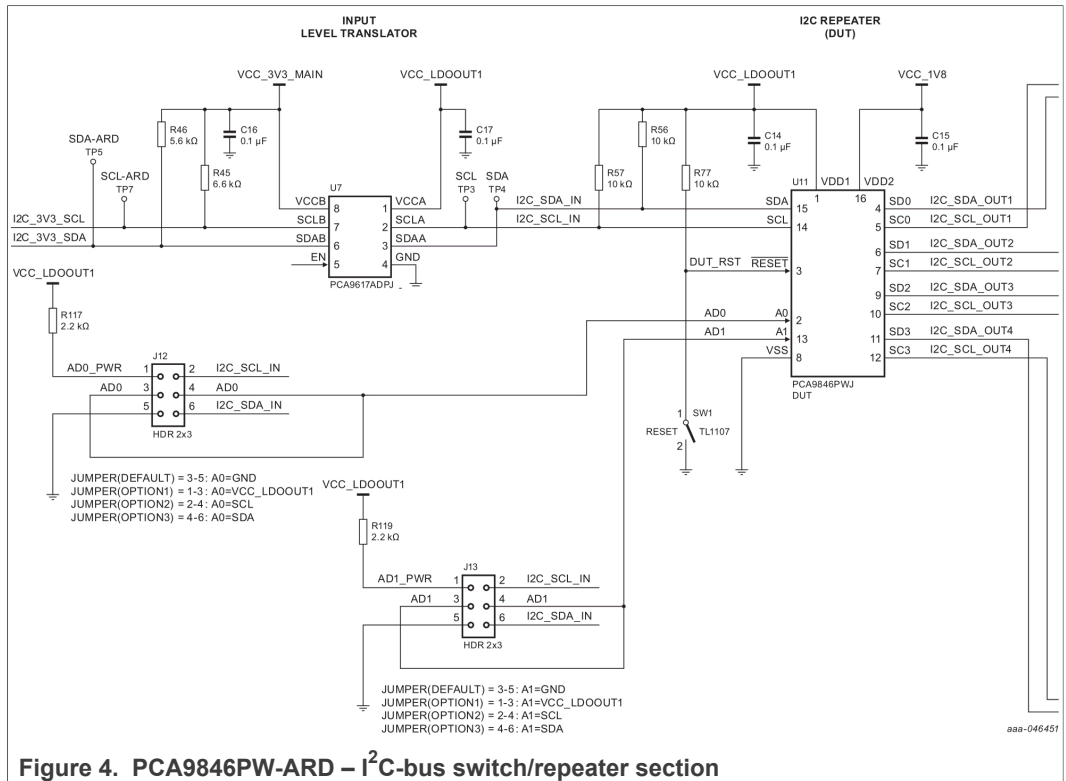 INPUT
LEVEL TRANSLATOR
I2C REPEATER
(DUT)
VCC_3V3_MAIN
VCC_LDOOUT1
VCC_LDOOUT1
VCC_1V8
R46
5.6 kΩ
C16
0.1 µF
C17
0.1 µF
R56
10 kΩ
C14
0.1 µF
C15
0.1 µF
SDA-ARD
TP5
SCL-ARD
TP7
R45
6.6 kΩ
SCL
TP3
SDA
TP4
R57
10 kΩ
R77
10 kΩ
U7
VCCB 8 1 VCCA
SCLB 7 2 SCLA
SDAB 6 3 SDAA
EN 5 4 GND
PCA9617ADPJ
I2C_3V3_SCL
I2C_3V3_SDA
I2C_SDA_IN
I2C_SCL_IN
U11
VDD1 VDD2
1 16
SDA 15
SCL 14
DUT_RST RESET 3
AD0 A0 2
AD1 A1 13
VSS 8
4 SD0 I2C_SDA_OUT1
5 SC0 I2C_SCL_OUT1
6 SD1 I2C_SDA_OUT2
7 SC1 I2C_SCL_OUT2
9 SD2 I2C_SDA_OUT3
10 SC2 I2C_SCL_OUT3
11 SD3 I2C_SDA_OUT4
12 SC3 I2C_SCL_OUT4
PCA9846PWJ
DUT
VCC_LDOOUT1
R117
2.2 kΩ
J12
AD0_PWR 1 2 I2C_SCL_IN
AD0 3 4 AD0
5 6 I2C_SDA_IN
HDR 2x3
1 SW1
RESET TL1107
2
JUMPER(DEFAULT) = 3-5: A0=GND
JUMPER(OPTION1) = 1-3: A0=VCC_LDOOUT1
JUMPER(OPTION2) = 2-4: A0=SCL
JUMPER(OPTION3) = 4-6: A0=SDA
VCC_LDOOUT1
R119
2.2 kΩ
J13
AD1_PWR 1 2 I2C_SCL_IN
AD1 3 4 AD1
5 6 I2C_SDA_IN
HDR 2x3
JUMPER(DEFAULT) = 3-5: A1=GND
JUMPER(OPTION1) = 1-3: A1=VCC_LDOOUT1
JUMPER(OPTION2) = 2-4: A1=SCL
JUMPER(OPTION3) = 4-6: A1=SDA
aaa-046451
Figure 4. PCA9846PW-ARD – I²C-bus switch/repeater section